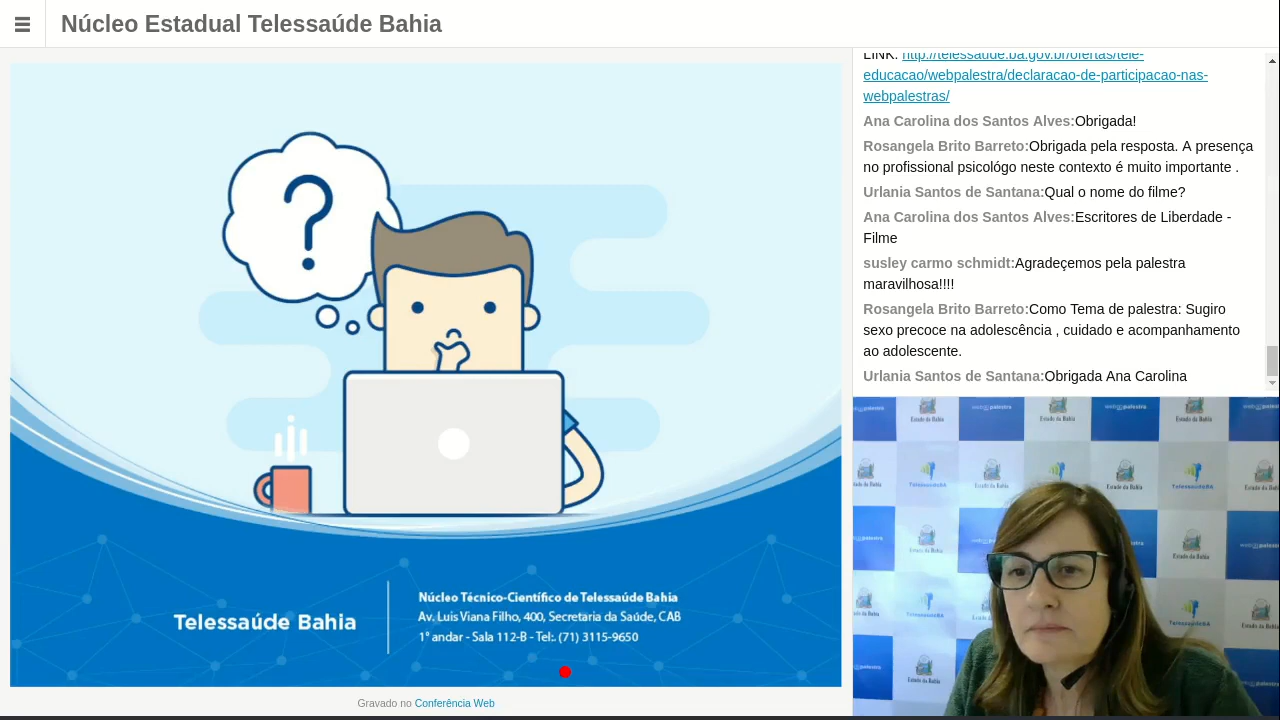 Núcleo Estadual Telessaúde Bahia
LINK: http://telessaude.ba.gov.br/ofertas/tele-
educacao/webpalestra/declaracao-de-participacao-nas-
webpalestras/
Ana Carolina dos Santos Alves:Obrigada!
Rosangela Brito Barreto:Obrigada pela resposta. A presença
no profissional psicológo neste contexto é muito importante .
Urlania Santos de Santana:Qual o nome do filme?
Ana Carolina dos Santos Alves:Escritores de Liberdade -
Filme
susley carmo schmidt:Agradeçemos pela palestra
maravilhosa!!!!
Rosangela Brito Barreto:Como Tema de palestra: Sugiro
sexo precoce na adolescência , cuidado e acompanhamento
ao adolescente.
Urlania Santos de Santana:Obrigada Ana Carolina
?
Telessaúde Bahia
Núcleo Técnico-Científico de Telessaúde Bahia
Av. Luis Viana Filho, 400, Secretaria da Saúde, CAB
1° andar - Sala 112-B - Tel:. (71) 3115-9650
Gravado no Conferência Web
Estado da Bahia
TelessaúdeBA
webpalestra